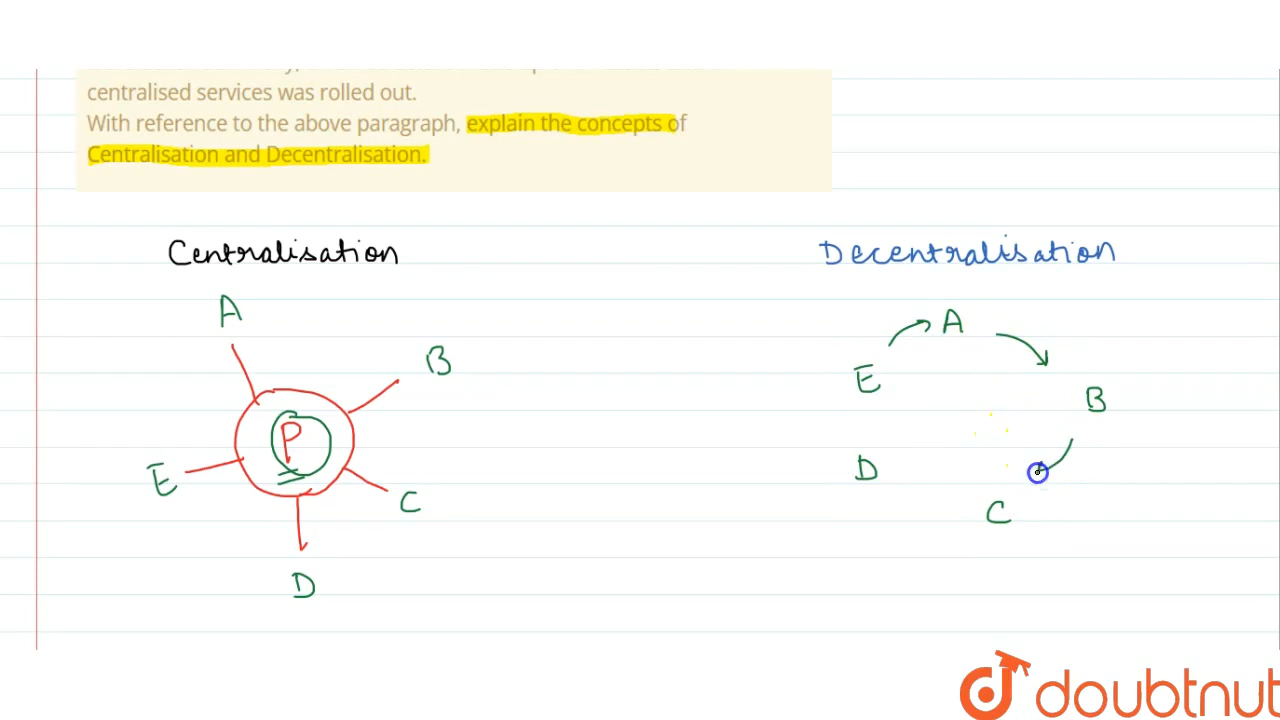 centralised services was rolled out.
With reference to the above paragraph, explain the concepts of
Centralisation and Decentralisation.
Centralisation
Decentralisation
A
B
P
E
C
D
A
E
B
D
C
doubtnut